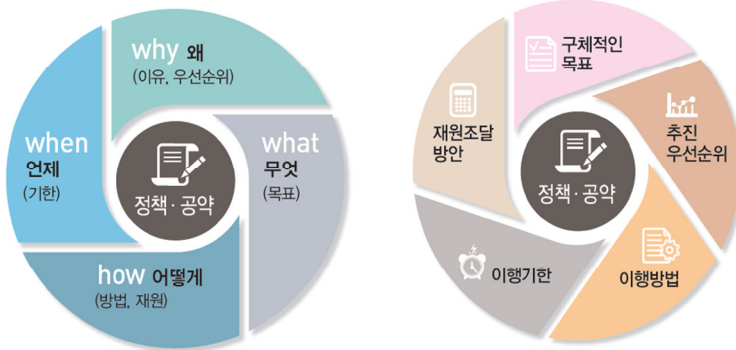 why 왜
(이유, 우선순위)
what
무엇
(목표)
how 어떻게
(방법, 재원)
when
언제
(기한)
정책·공약
구체적인
목표
추진
우선순위
이행방법
이행기한
재원조달
방안
정책·공약